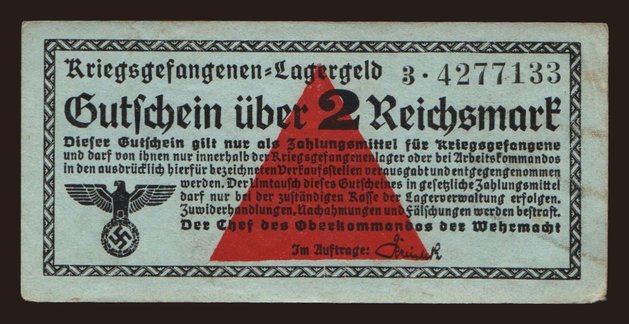 Kriegsgefangenen-Lagergeld 3·4277133
Gutschein über 2 Reichsmark
Dieser Gutschein gilt nur als Zahlungsmittel für Kriegsgefangene
und darf von ihnen nur innerhalb der Kriegsgefangenenlager oder bei Arbeitskommandos
in den ausdrücklich hierfür bezeichneten Verkaufsstellen verausgabt und entgegengenommen
werden. Der Umtausch dieses Gutscheines in gesetzliche Zahlungsmittel
darf nur bei der zuständigen Kasse der Lagerverwaltung erfolgen.
Zuwiderhandlungen, Nachahmungen und Fälschungen werden bestraft.
Der Chef des Oberkommandos der Wehrmacht
Im Auftrage: